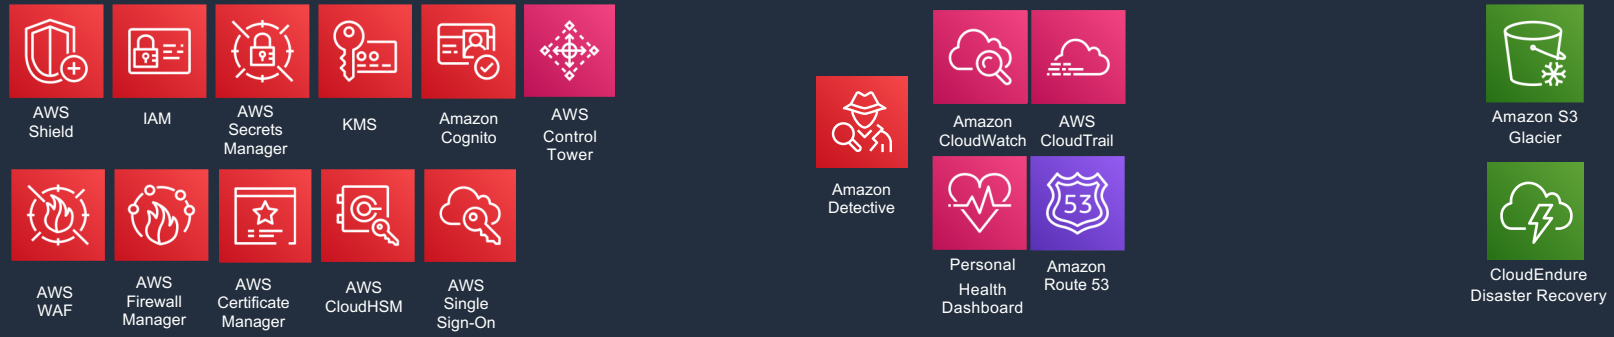 AWS
Shield
IAM
AWS
Secrets
Manager
KMS
Amazon
Cognito
AWS
Control
Tower
Amazon
Detective
Amazon
CloudWatch
AWS
CloudTrail
Amazon S3
Glacier
AWS
WAF
AWS
Firewall
Manager
AWS
Certificate
Manager
AWS
CloudHSM
AWS
Single
Sign-On
Personal
Health
Dashboard
53
Amazon
Route 53
CloudEndure
Disaster Recovery